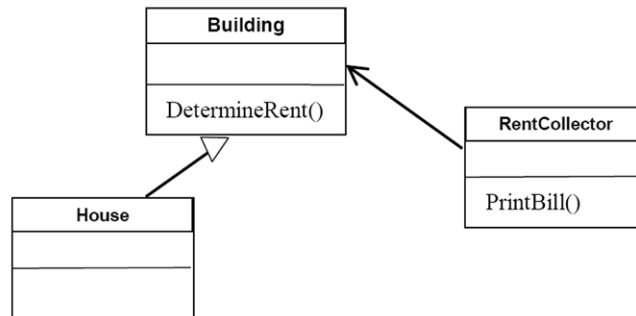 Building
DetermineRent()
RentCollector
PrintBill()
House